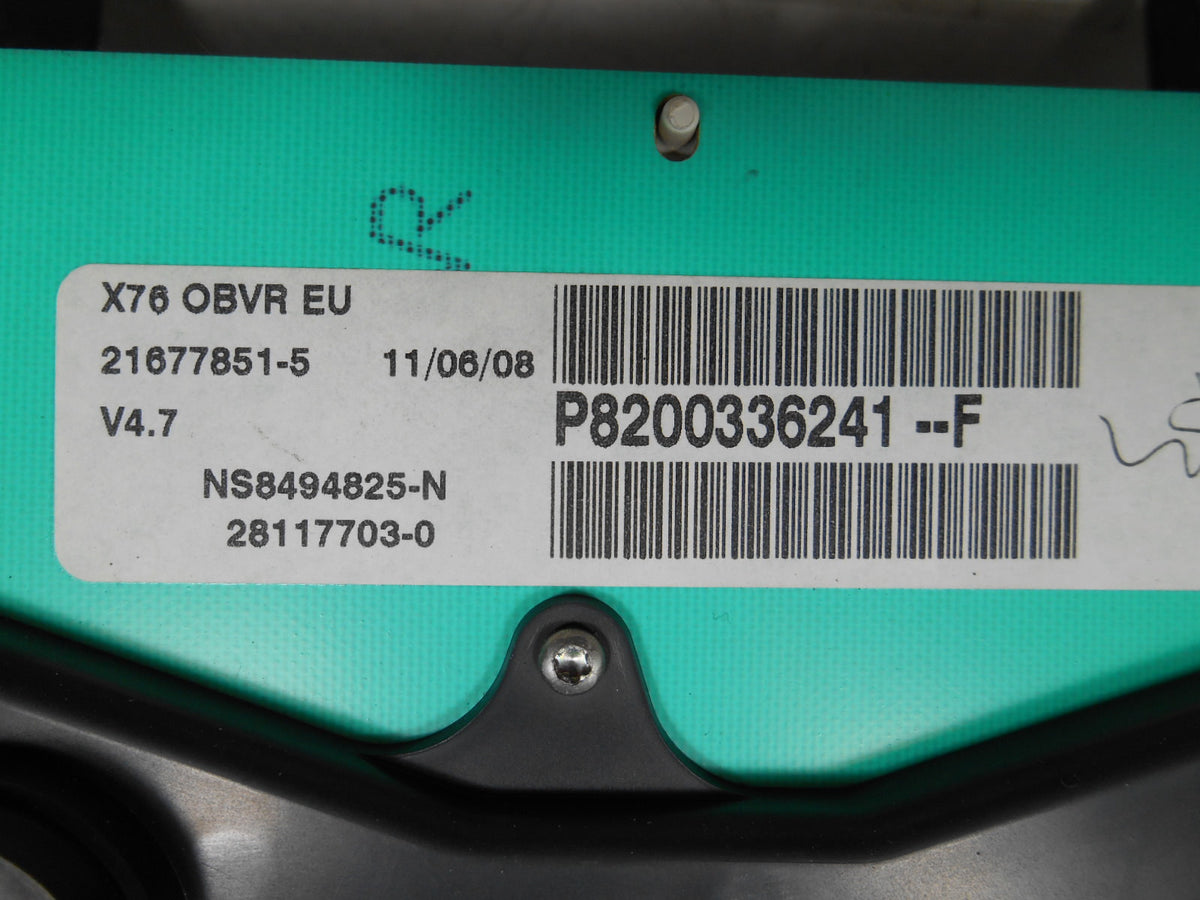 R
X76 OBVR EU
21677851-5 11/06/08
V4.7
P8200336241 --F
NS8494825-N
28117703-0